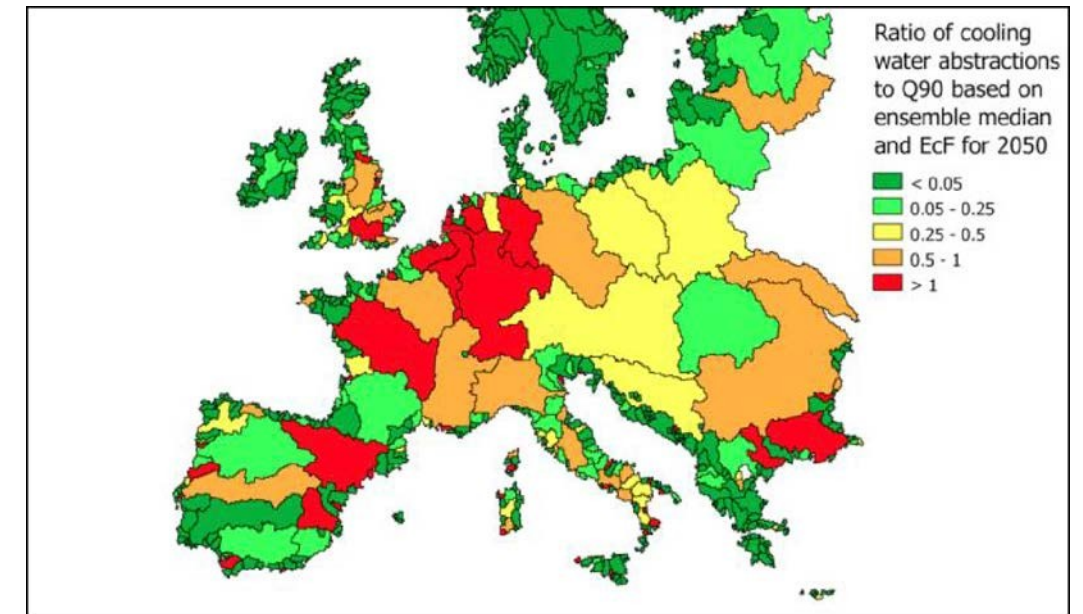 Ratio of cooling
water abstractions
to Q90 based on
ensemble median
and EcF for 2050
< 0.05
0.05 - 0.25
0.25 - 0.5
0.5 - 1
> 1